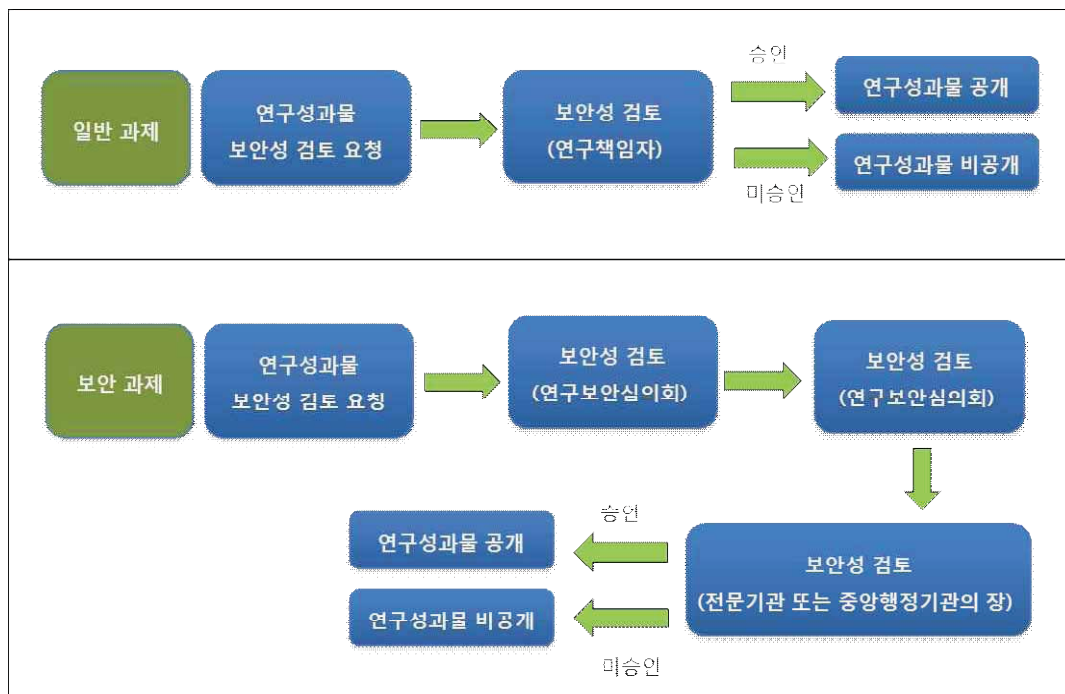 일반 과제
연구성과물
보안성 검토 요청
보안성 검토
(연구책임자)
승인
연구성과물 공개
연구성과물 비공개
미승인
보안 과제
연구성과물
보안성 검토 요청
보안성 검토
(연구보안심의회)
보안성 검토
(연구보안심의회)
보안성 검토
(전문기관 또는 중앙행정기관의 장)
승인
연구성과물 공개
연구성과물 비공개
미승인